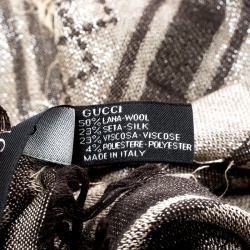 GUCCI
50% LANA-WOOL
23% SETA-SILK
23% VISCOSA-VISCOSE
4% POLIESTERE-POLYESTER
MADE IN ITALY